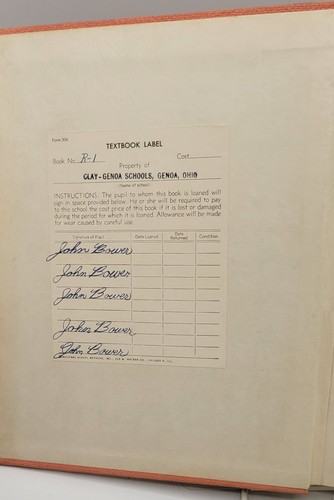 Form 306
TEXTBOOK LABEL
Book No. R-1 Cost
Property of
CLAY-GENOA SCHOOLS, GENOA, OHIO
(Name of school)
INSTRUCTIONS: The pupil to whom this book is loaned will
sign in space provided below. He or she will be required to pay
to this school the cost price of this book if it is lost or damaged
during the period for which it is loaned. Allowance will be made
for wear caused by careful use.
Signature of Pupil Date Loaned Date Returned Condition
John Bower
John Bower
John Bower
John Bower
John Bower